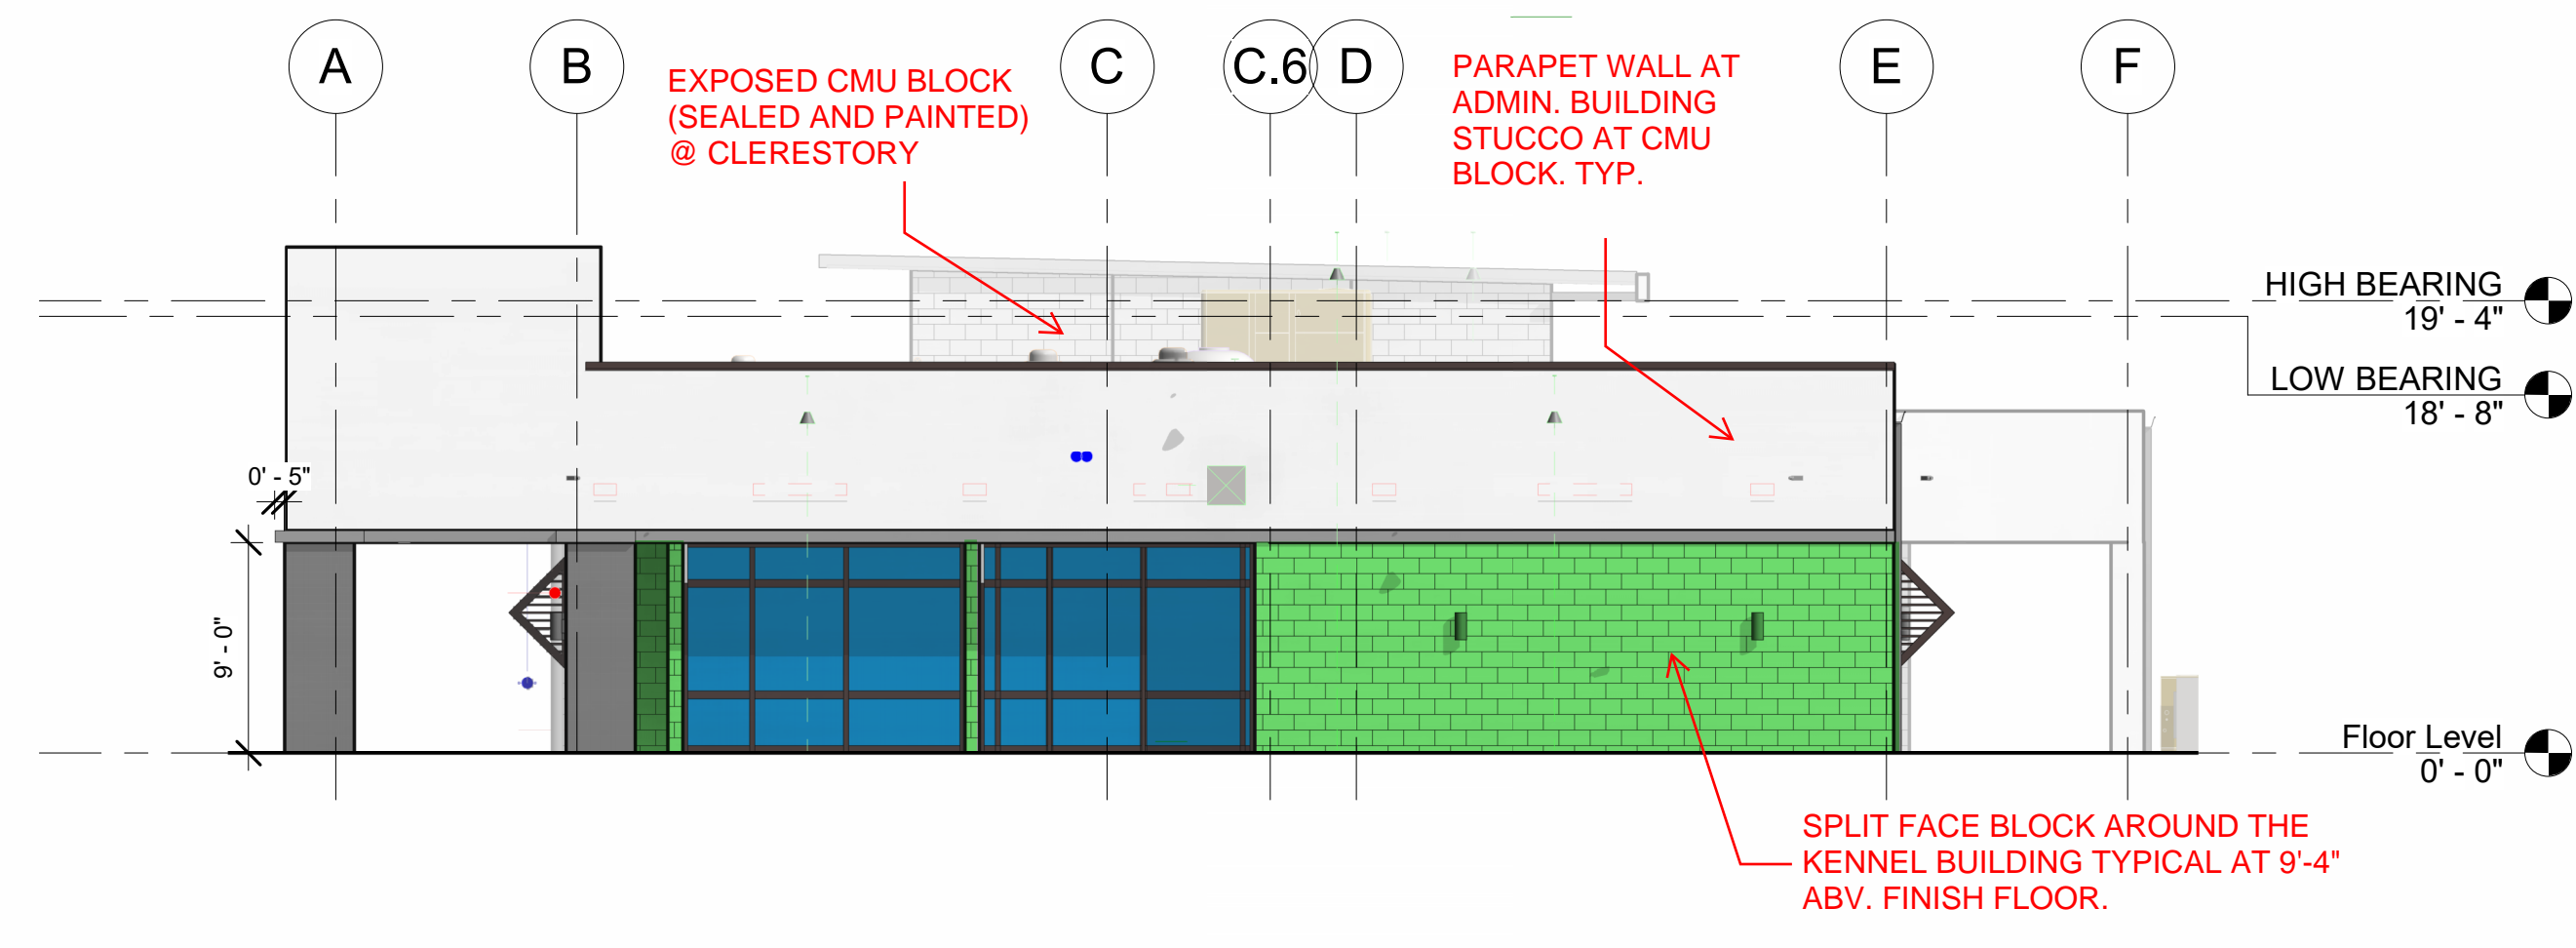 A
B
C
C.6
D
E
F
EXPOSED CMU BLOCK
(SEALED AND PAINTED)
@ CLERESTORY
PARAPET WALL AT
ADMIN. BUILDING
STUCCO AT CMU
BLOCK. TYP.
HIGH BEARING
19' - 4"
LOW BEARING
18' - 8"
0' - 5"
9' - 0"
Floor Level
0' - 0"
SPLIT FACE BLOCK AROUND THE
KENNEL BUILDING TYPICAL AT 9'-4"
ABV. FINISH FLOOR.